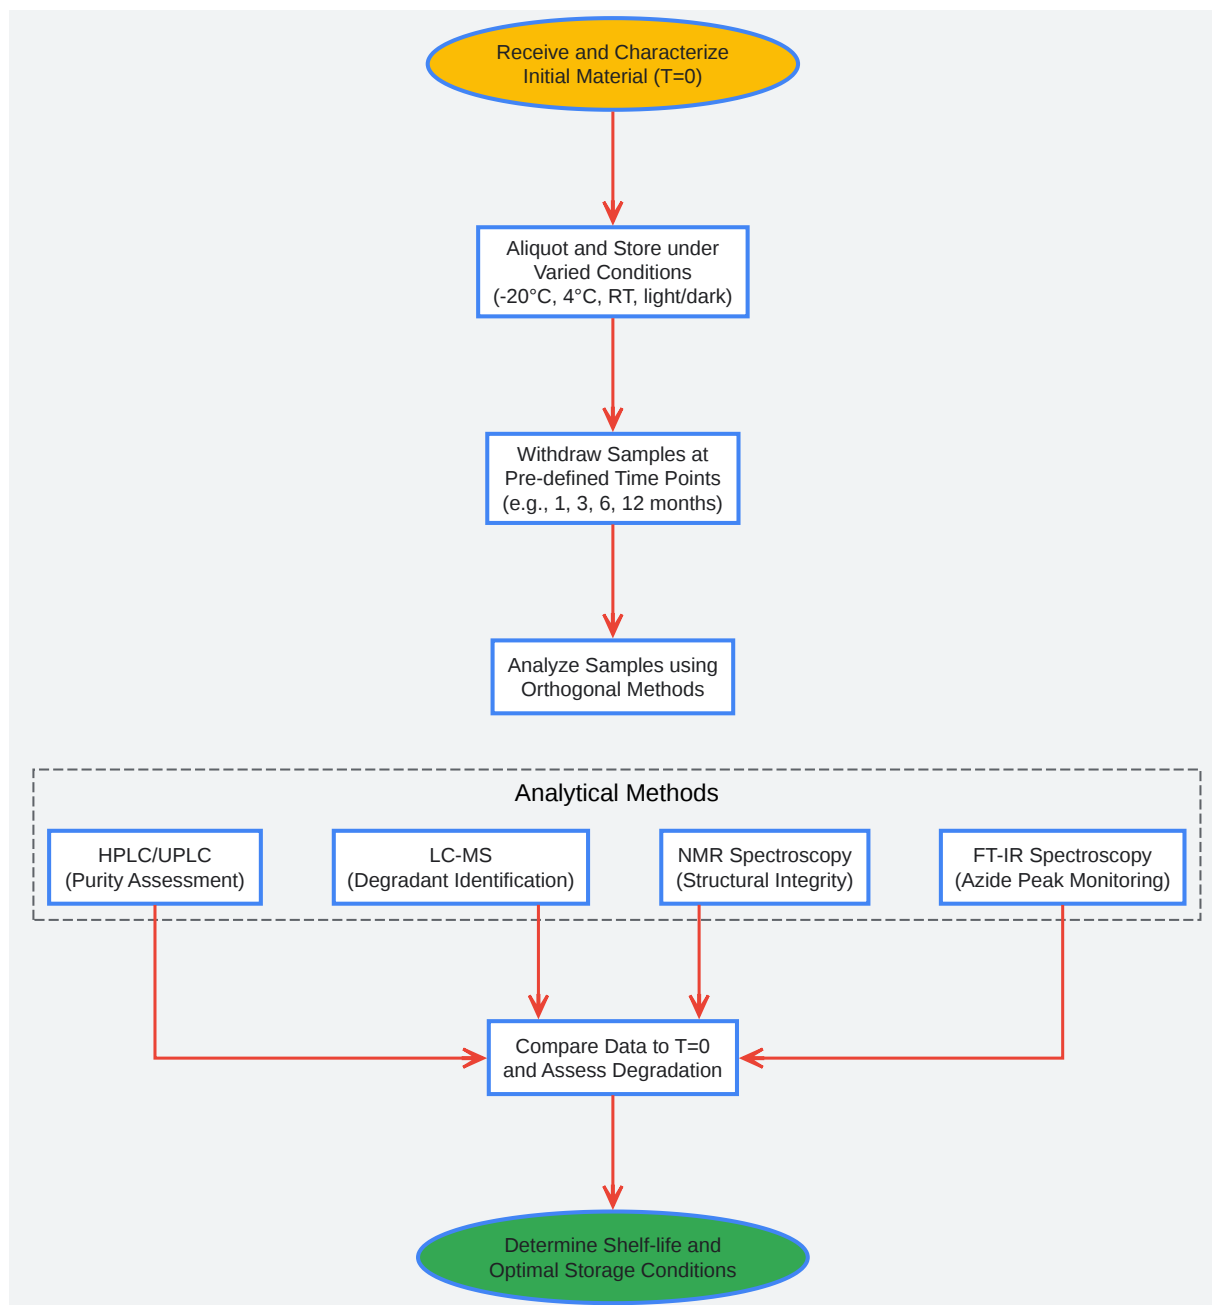 Receive and Characterize
Initial Material (T=0)
Aliquot and Store under
Varied Conditions
(-20°C, 4°C, RT, light/dark)
Withdraw Samples at
Pre-defined Time Points
(e.g., 1, 3, 6, 12 months)
Analyze Samples using
Orthogonal Methods
Analytical Methods
HPLC/UPLC
(Purity Assessment)
LC-MS
(Degradant Identification)
NMR Spectroscopy
(Structural Integrity)
FT-IR Spectroscopy
(Azide Peak Monitoring)
Compare Data to T=0
and Assess Degradation
Determine Shelf-life and
Optimal Storage Conditions